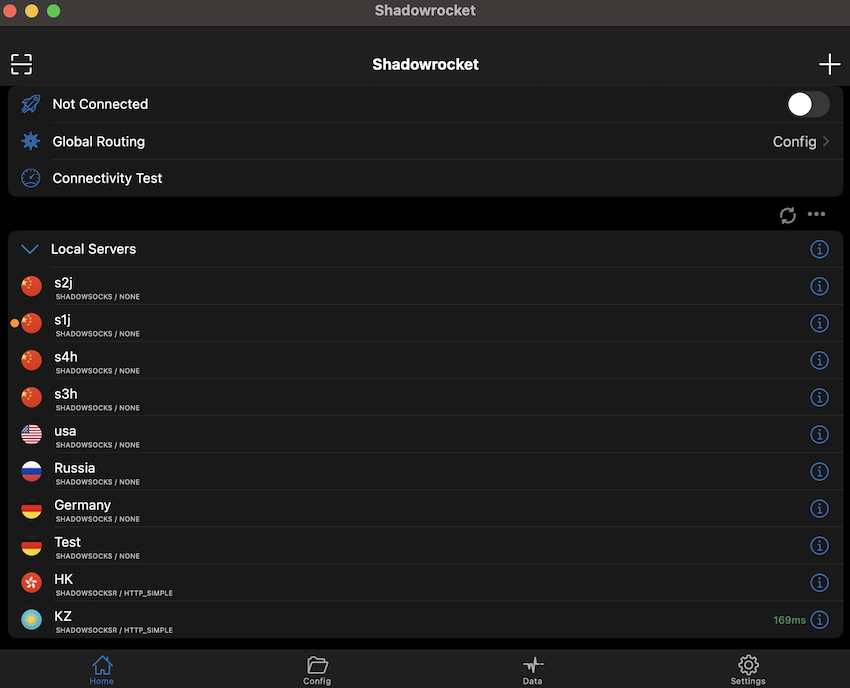 Shadowrocket
Shadowrocket
Not Connected
Global Routing Config
Connectivity Test
Local Servers
s2j
SHADOWSOCKS / NONE
s1j
SHADOWSOCKS / NONE
s4h
SHADOWSOCKS / NONE
s3h
SHADOWSOCKS / NONE
usa
SHADOWSOCKS / NONE
Russia
SHADOWSOCKS / NONE
Germany
SHADOWSOCKS / NONE
Test
SHADOWSOCKS / NONE
HK
SHADOWSOCKSR / HTTP_SIMPLE
KZ
SHADOWSOCKSR / HTTP_SIMPLE
169ms
Home Config Data Settings